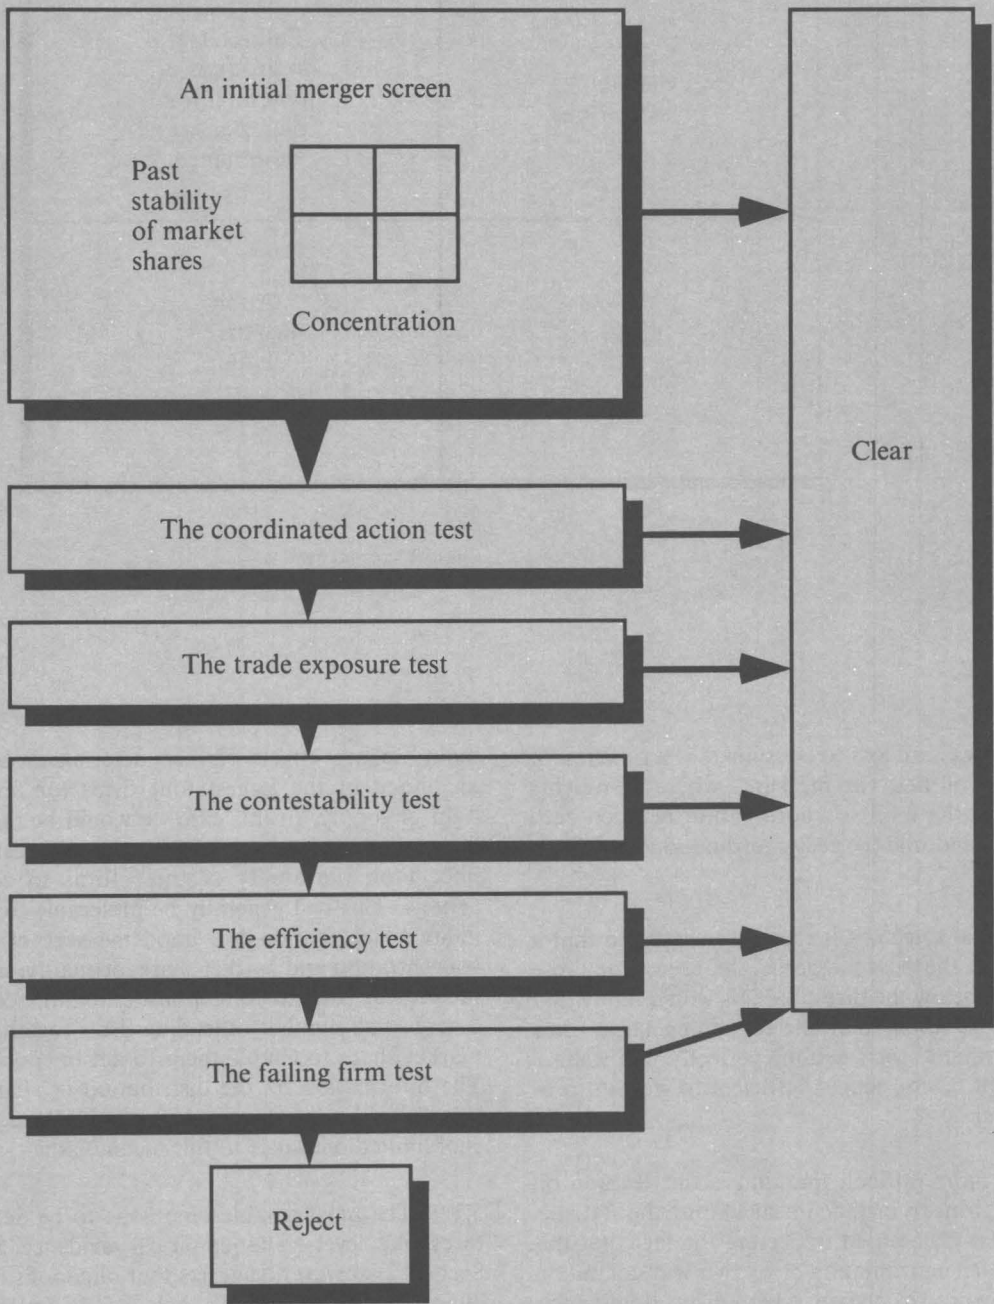 An initial merger screen
Past
stability
of market
shares
Concentration
Clear
The coordinated action test
The trade exposure test
The contestability test
The efficiency test
The failing firm test
Reject